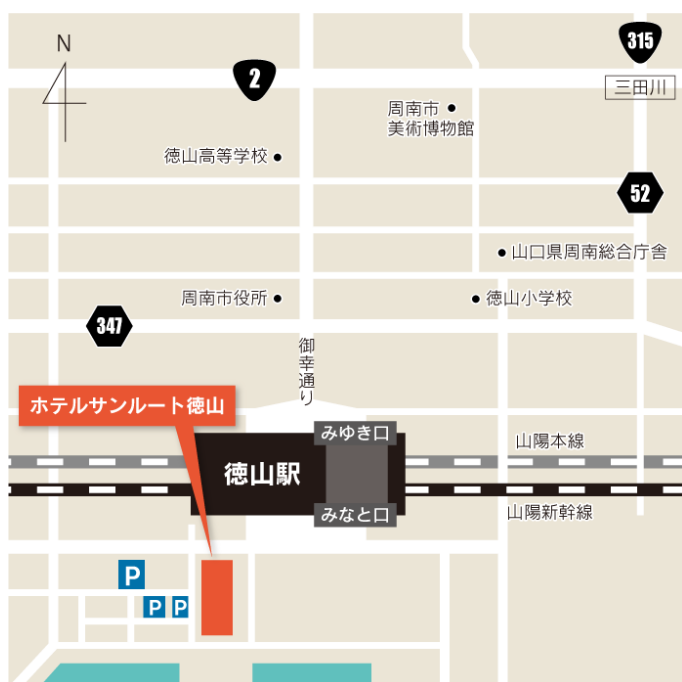 N
315
2
三田川
周南市
美術博物館
徳山高等学校
52
山口県周南総合庁舎
周南市役所
徳山小学校
347
御幸通り
ホテルサンルート徳山
みゆき口
山陽本線
徳山駅
みなと口
山陽新幹線
P
P
P